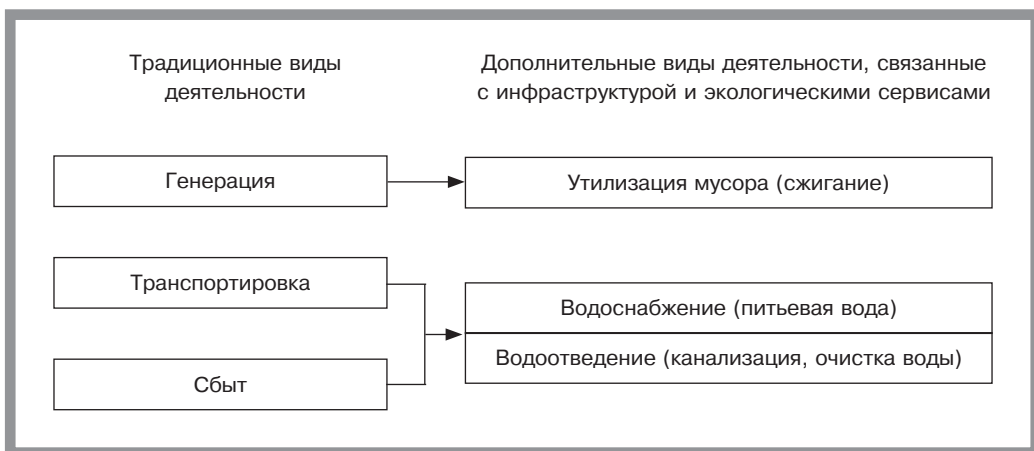 Традиционные виды
деятельности
Дополнительные виды деятельности, связанные
с инфраструктурой и экологическими сервисами
Генерация
Утилизация мусора (сжигание)
Транспортировка
Водоснабжение (питьевая вода)
Водоотведение (канализация, очистка воды)
Сбыт